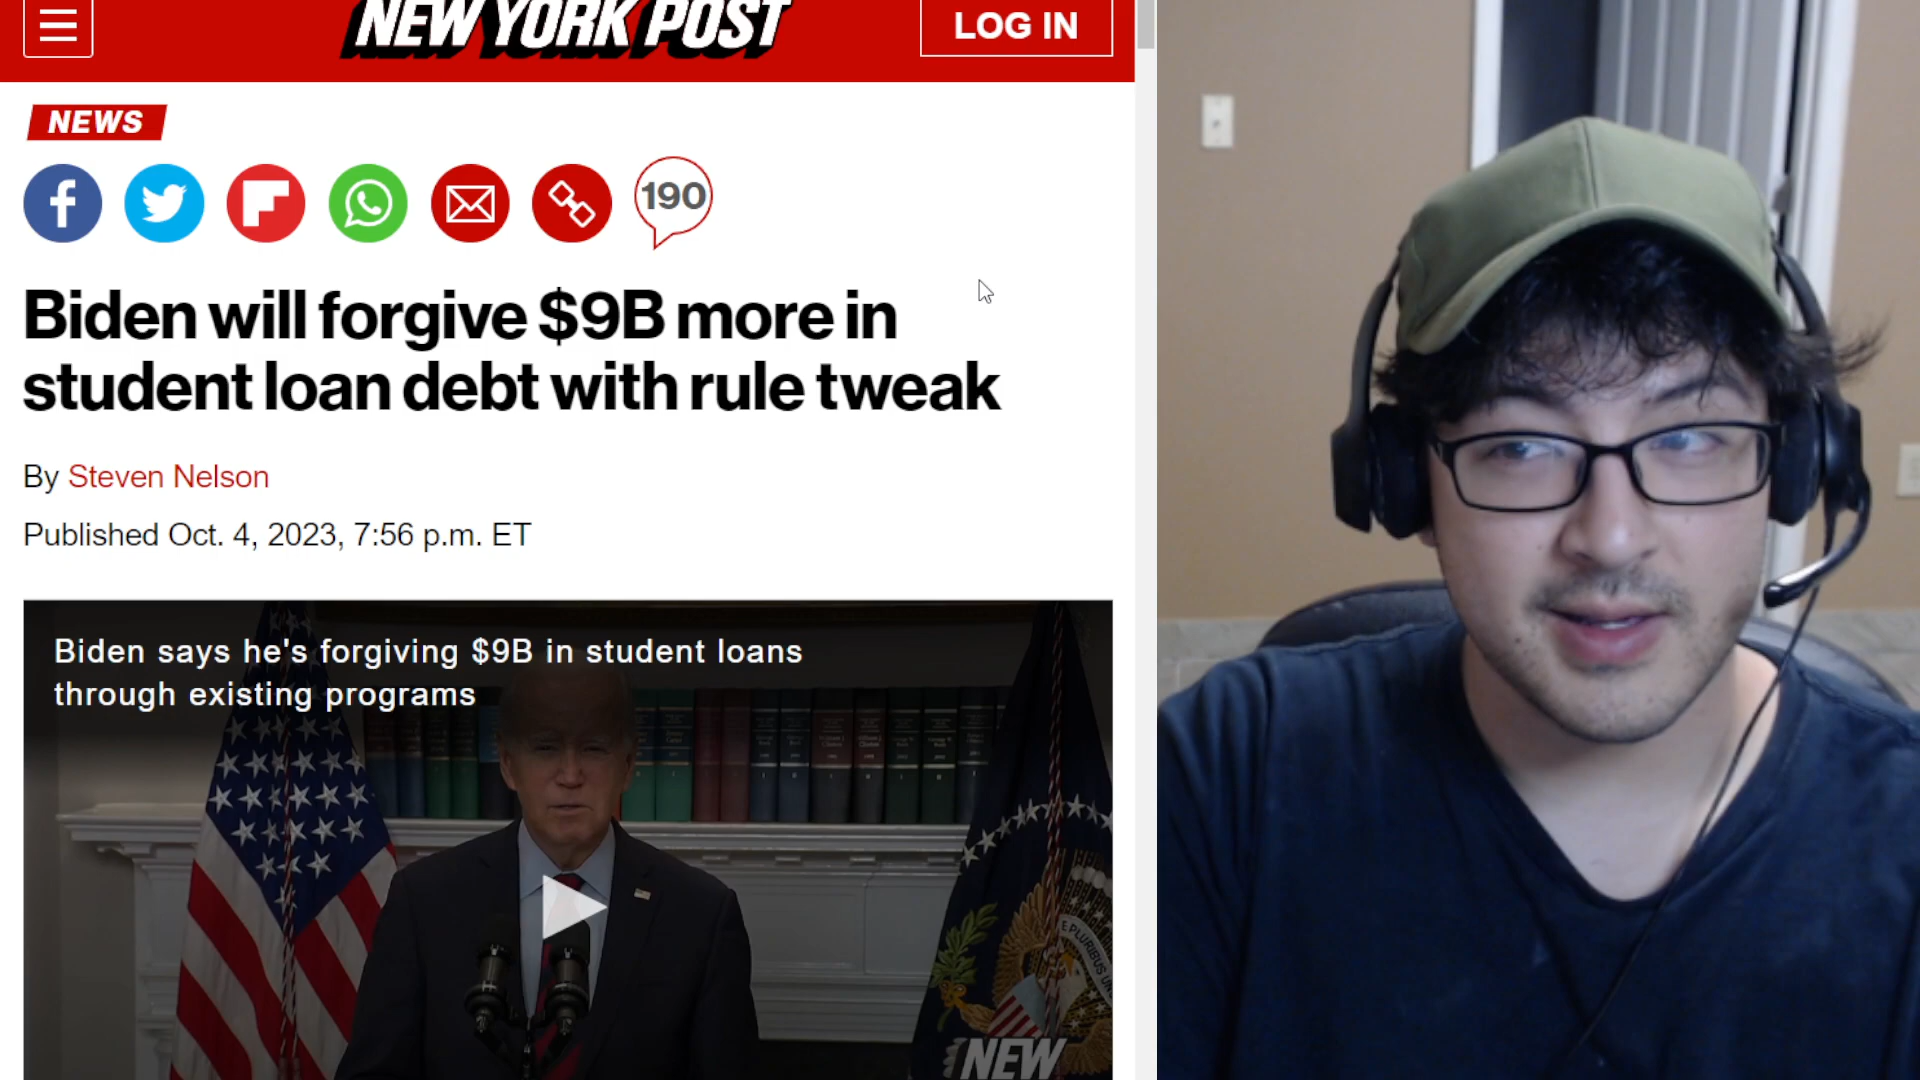 NEW YORK POST
LOG IN
NEWS
190
Biden will forgive $9B more in
student loan debt with rule tweak
By Steven Nelson
Published Oct. 4, 2023, 7:56 p.m. ET
Biden says he's forgiving $9B in student loans
through existing programs
E PLURIBUS UNUM
NEW